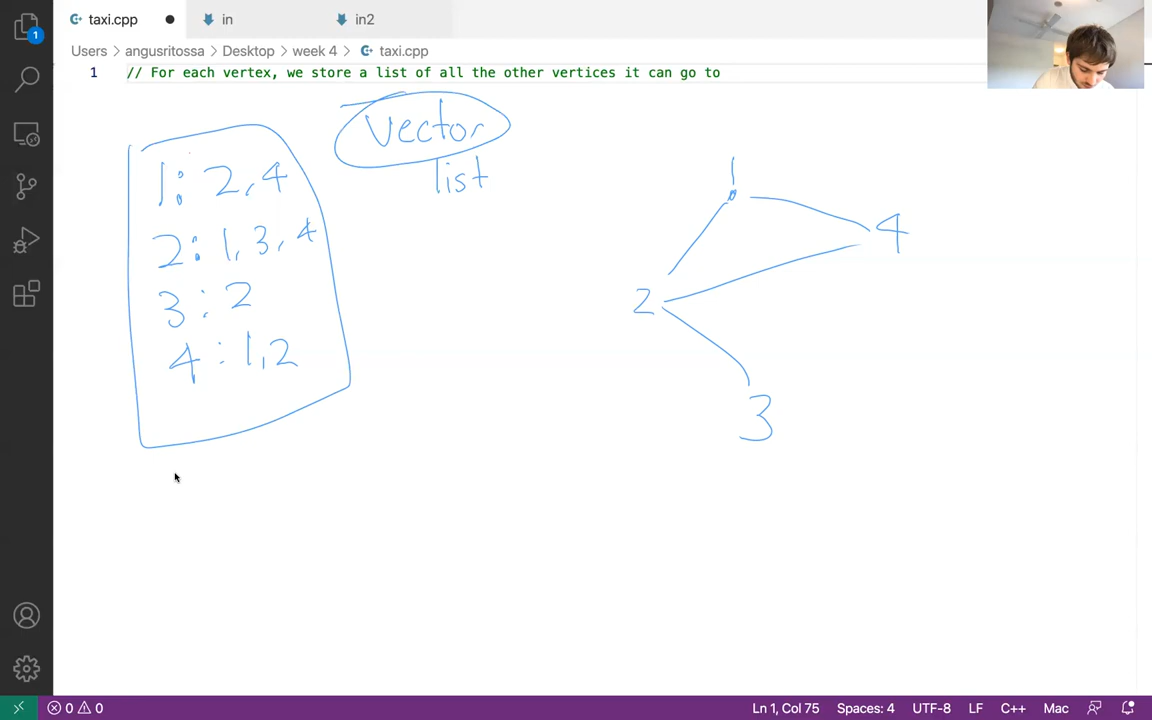 taxi.cpp
in
in2
1
Users > angusritossa > Desktop > week 4 > taxi.cpp
1 // For each vertex, we store a list of all the other vertices it can go to
vector
list
1: 2,4
2: 1,3,4
3: 2
4: 1,2
1
4
2
3
0 0
Ln 1, Col 75
Spaces: 4
UTF-8
LF
C++
Mac